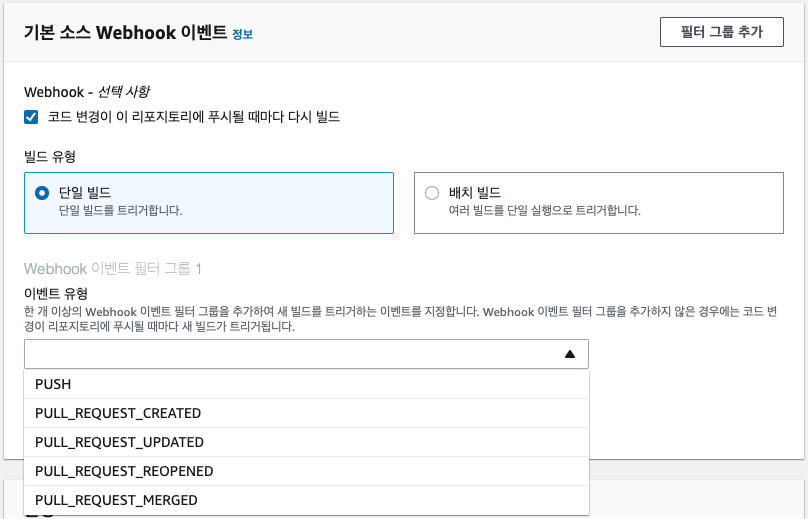 기본 소스 Webhook 이벤트 정보
필터 그룹 추가
Webhook - 선택 사항
코드 변경이 이 리포지토리에 푸시될 때마다 다시 빌드
빌드 유형
단일 빌드
단일 빌드를 트리거합니다.
배치 빌드
여러 빌드를 단일 실행으로 트리거합니다.
Webhook 이벤트 필터 그룹 1
이벤트 유형
한 개 이상의 Webhook 이벤트 필터 그룹을 추가하여 새 빌드를 트리거하는 이벤트를 지정합니다. Webhook 이벤트 필터 그룹을 추가하지 않은 경우에는 코드 변
경이 리포지토리에 푸시될 때마다 새 빌드가 트리거됩니다.
PUSH
PULL_REQUEST_CREATED
PULL_REQUEST_UPDATED
PULL_REQUEST_REOPENED
PULL_REQUEST_MERGED